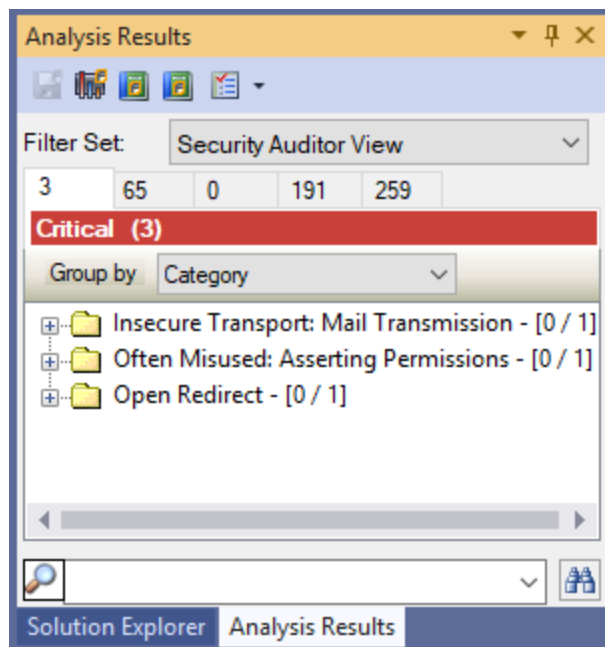 Analysis Results
Filter Set: Security Auditor View
3 65 0 191 259
Critical (3)
Group by Category
Insecure Transport: Mail Transmission - [0 / 1]
Often Misused: Asserting Permissions - [0 / 1]
Open Redirect - [0 / 1]
Solution Explorer Analysis Results